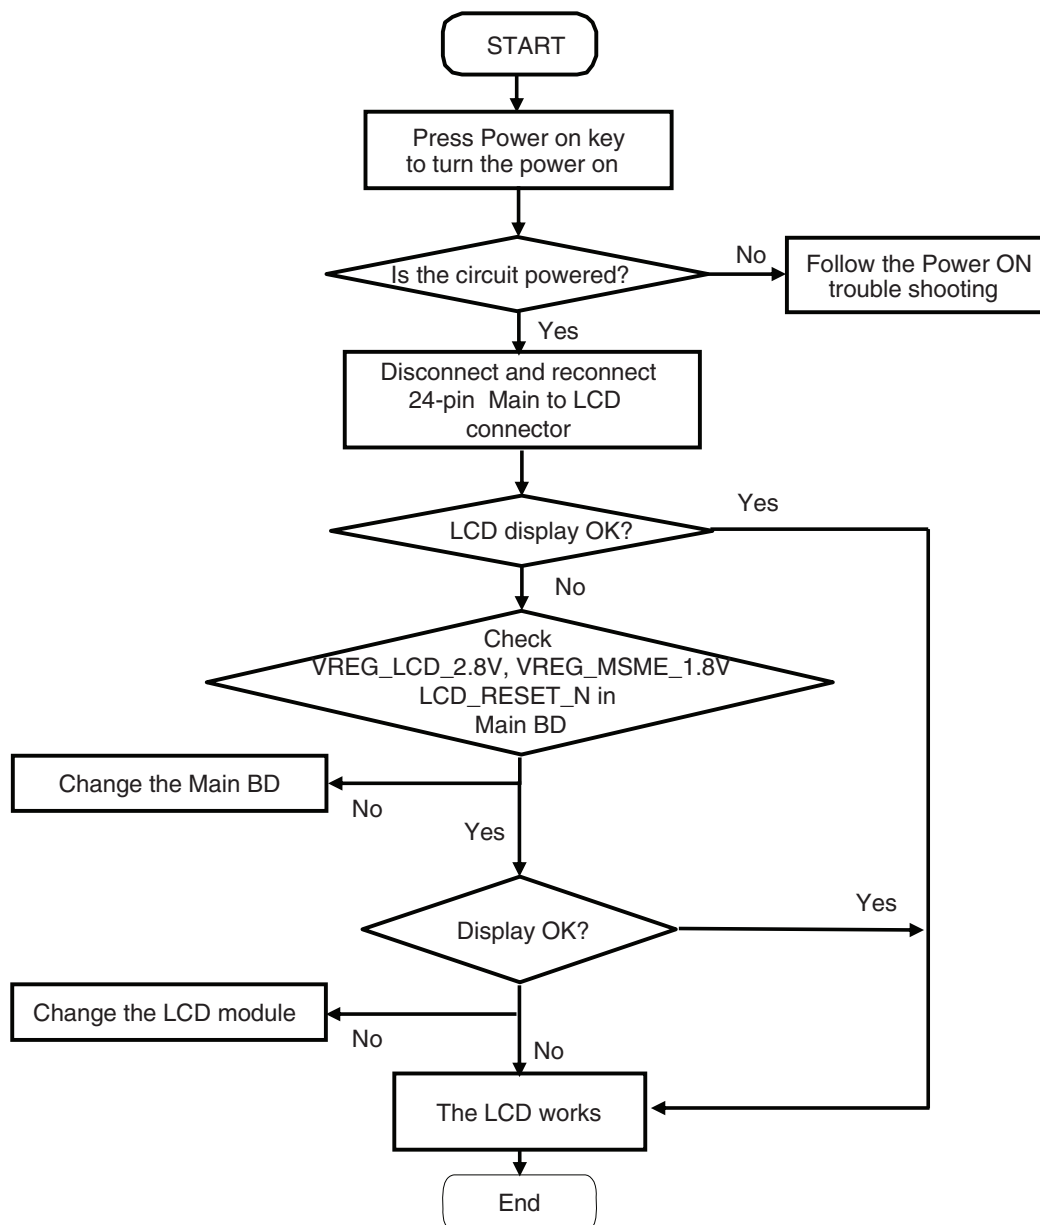 START
Press Power on key
to turn the power on
Is the circuit powered?
No
Follow the Power ON
trouble shooting
Yes
Disconnect and reconnect
24-pin Main to LCD
connector
LCD display OK?
Yes
No
Check
VREG_LCD_2.8V, VREG_MSME_1.8V
LCD_RESET_N in
Main BD
Change the Main BD
No
Yes
Display OK?
Yes
Change the LCD module
No
No
The LCD works
End